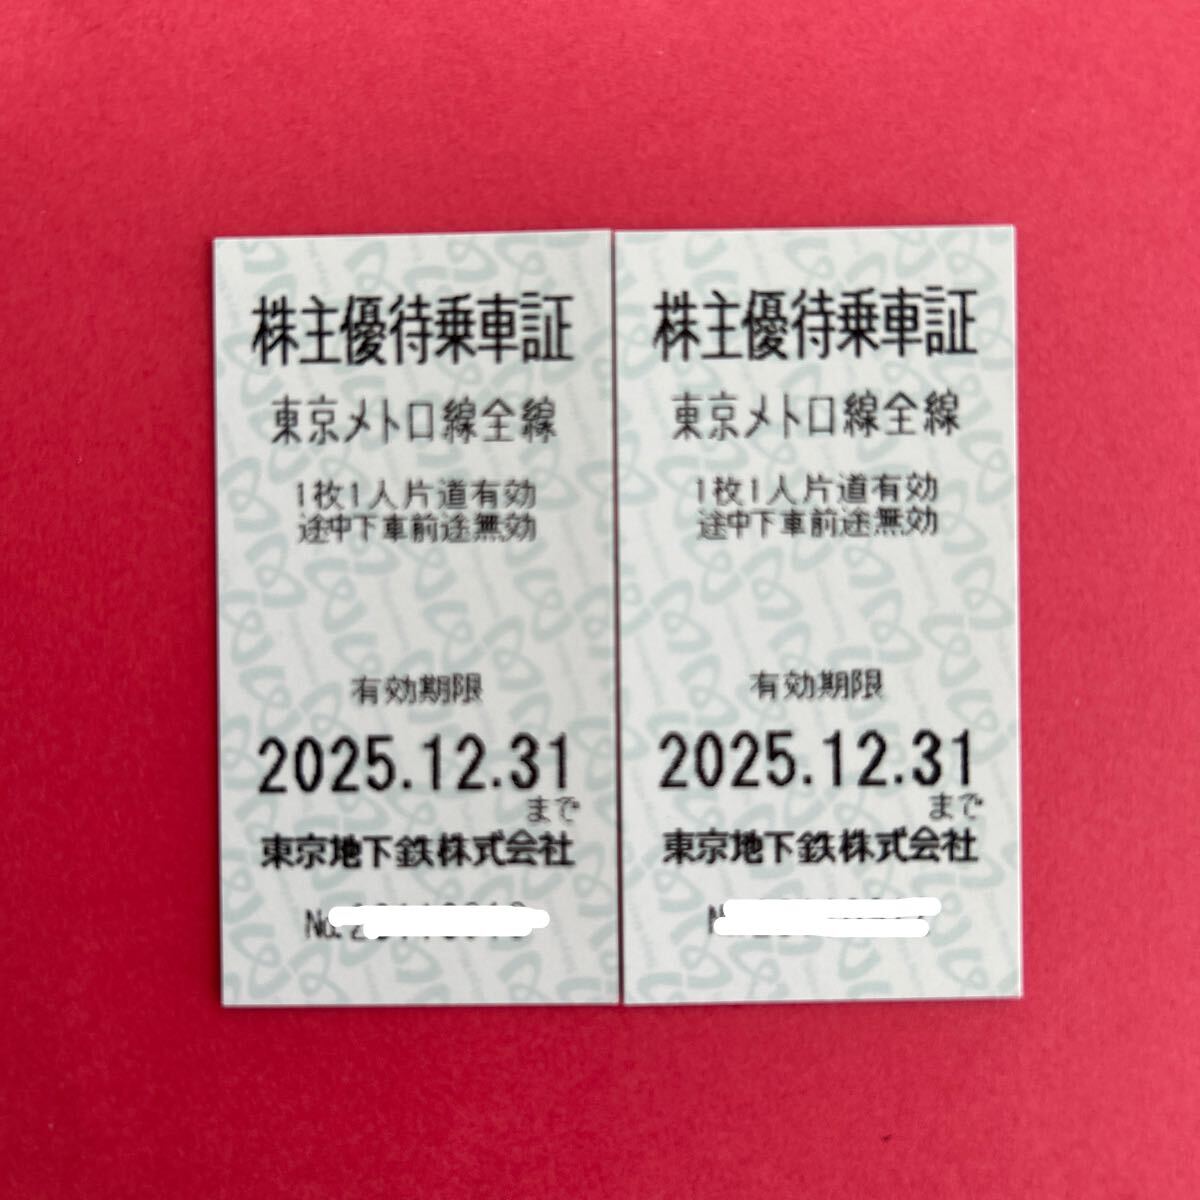 株主優待乗車証
東京メトロ線全線
1枚1人片道有効
途中下車前途無効
有効期限
2025.12.31
まで
東京地下鉄株式会社
No.
株主優待乗車証
東京メトロ線全線
1枚1人片道有効
途中下車前途無効
有効期限
2025.12.31
まで
東京地下鉄株式会社